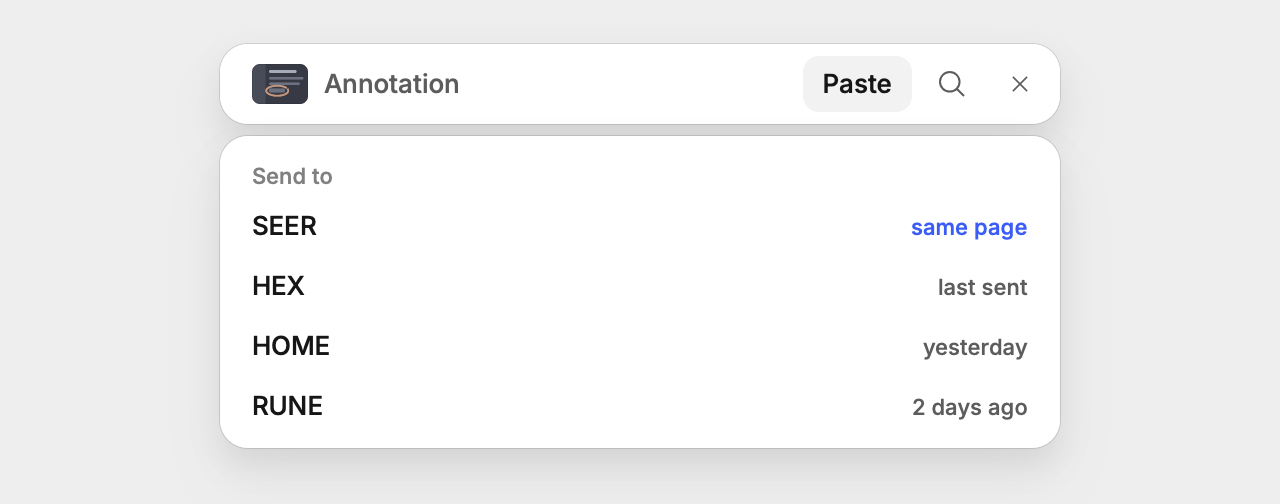 Annotation Paste
Send to
SEER same page
HEX last sent
HOME yesterday
RUNE 2 days ago